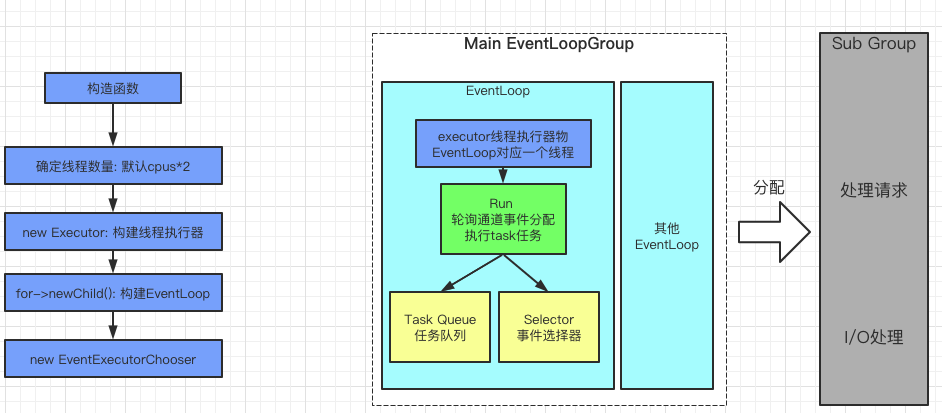 构造函数
确定线程数量: 默认cpus*2
new Executor: 构建线程执行器
for->newChild(): 构建EventLoop
new EventExecutorChooser
Main EventLoopGroup
EventLoop
executor线程执行器物
EventLoop对应一个线程
Run
轮询通道事件分配
执行task任务
Task Queue
任务队列
Selector
事件选择器
其他
EventLoop
分配
Sub Group
处理请求
I/O处理